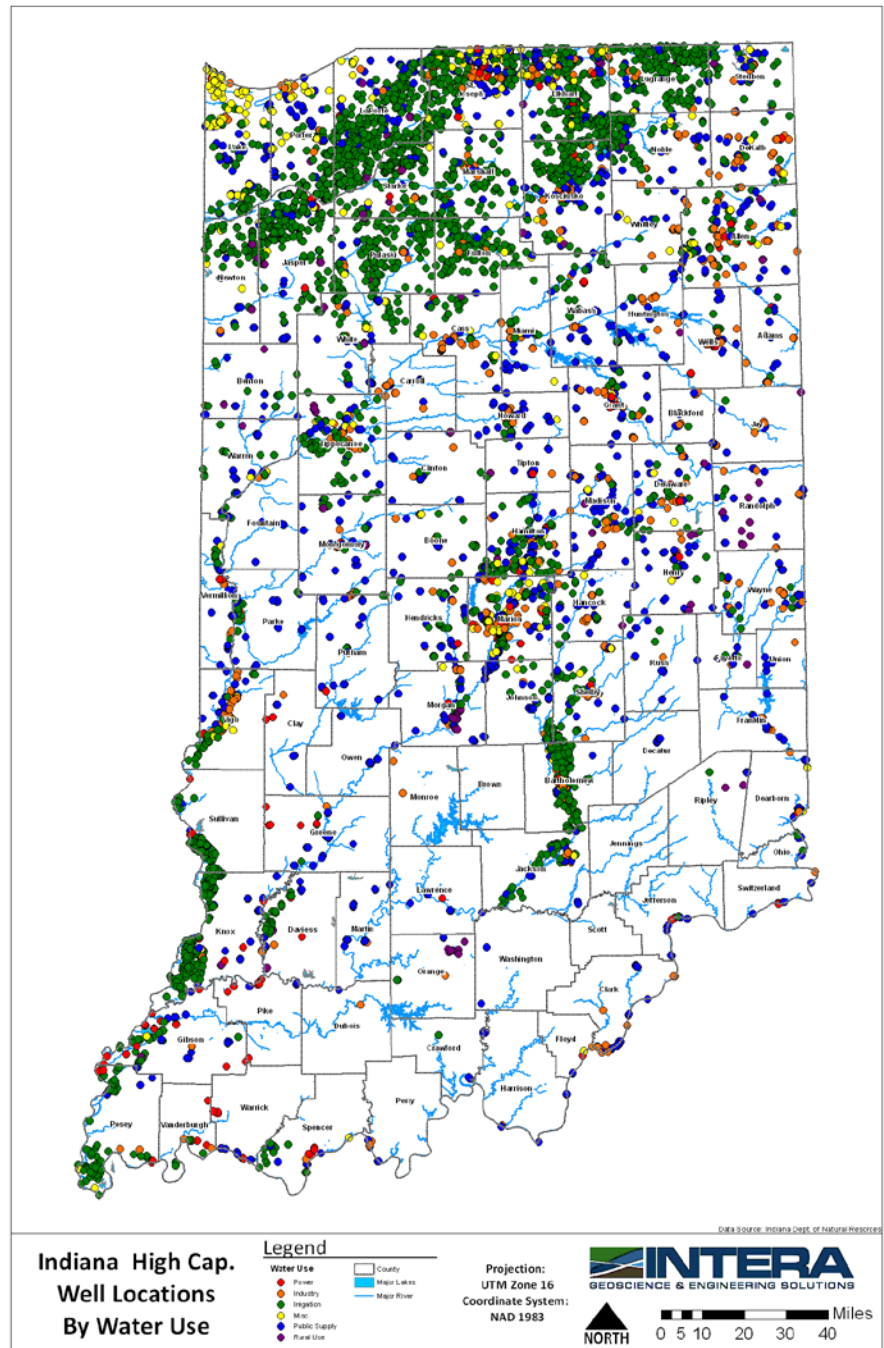 Steuben
Lagrange
Elkhart
Joseph
LaPorte
Porter
Lake
Noble
DeKalb
Marshall
Starke
Kosciusko
Whitley
Allen
Jasper
Newton
Pulaski
Fulton
White
Cass
Miami
Wabash
Huntington
Wells
Adams
Benton
Carroll
Howard
Grant
Blackford
Jay
Warren
Tippecanoe
Clinton
Tipton
Madison
Delaware
Randolph
Fountain
Montgomery
Boone
Hamilton
Henry
Vermillion
Parke
Putnam
Hendricks
Marion
Hancock
Wayne
Rush
Fayette
Union
Vigo
Clay
Morgan
Johnson
Shelby
Franklin
Owen
Decatur
Sullivan
Greene
Monroe
Brown
Bartholomew
Ripley
Dearborn
Jennings
Ohio
Switzerland
Jackson
Lawrence
Jefferson
Knox
Daviess
Martin
Orange
Washington
Scott
Clark
Pike
Gibson
Dubois
Crawford
Floyd
Harrison
Posey
Vanderburgh
Warrick
Spencer
Perry
Data Source: Indiana Dept. of Natural Resorces
Indiana High Cap.
Well Locations
By Water Use
Legend
Water Use
Power
Industry
Irrigation
Misc.
Public Supply
Rural Use
County
Major Lakes
Major River
Projection:
UTM Zone 16
Coordinate System:
NAD 1983
INTERA
GEOSCIENCE & ENGINEERING SOLUTIONS
NORTH
Miles
0 5 10 20 30 40